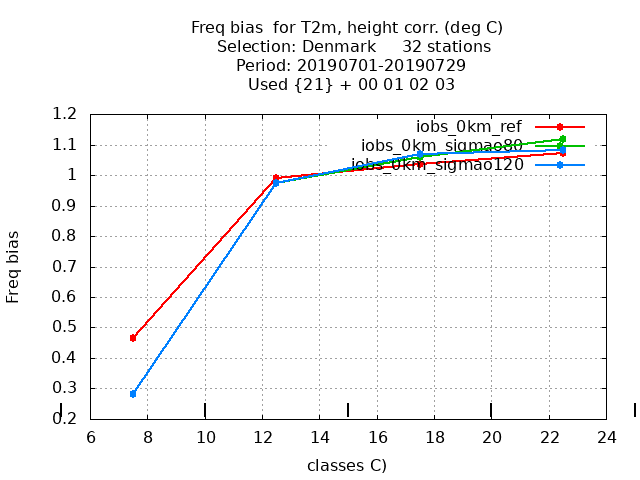 Freq bias  for T2m, height corr. (deg C)
Selection: Denmark     32 stations
Period: 20190701-20190729
Used {21} + 00 01 02 03
iobs_0km_ref
iobs_0km_sigmao80
iobs_0km_sigmao120
Freq bias
1.2
1.1
1
0.9
0.8
0.7
0.6
0.5
0.4
0.3
0.2
6 8 10 12 14 16 18 20 22 24
classes C)